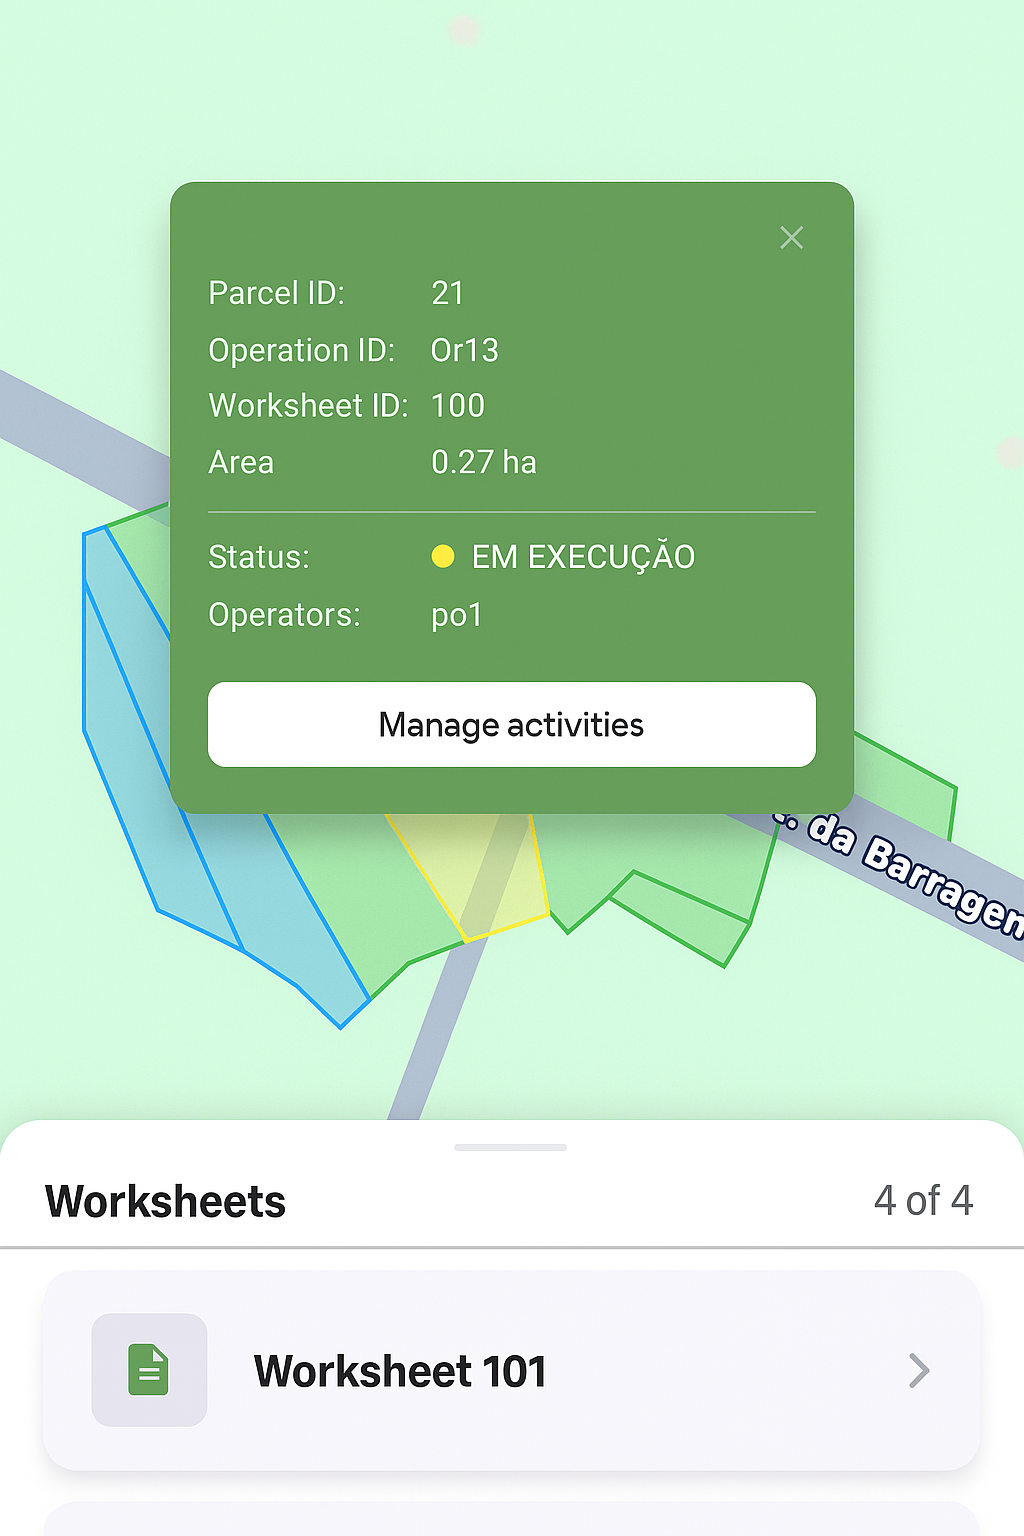 Parcel ID: 21
Operation ID: Or13
Worksheet ID: 100
Area 0.27 ha
Status: EM EXECUÇÃO
Operators: po1
Manage activities
da Barragem
Worksheets 4 of 4
Worksheet 101